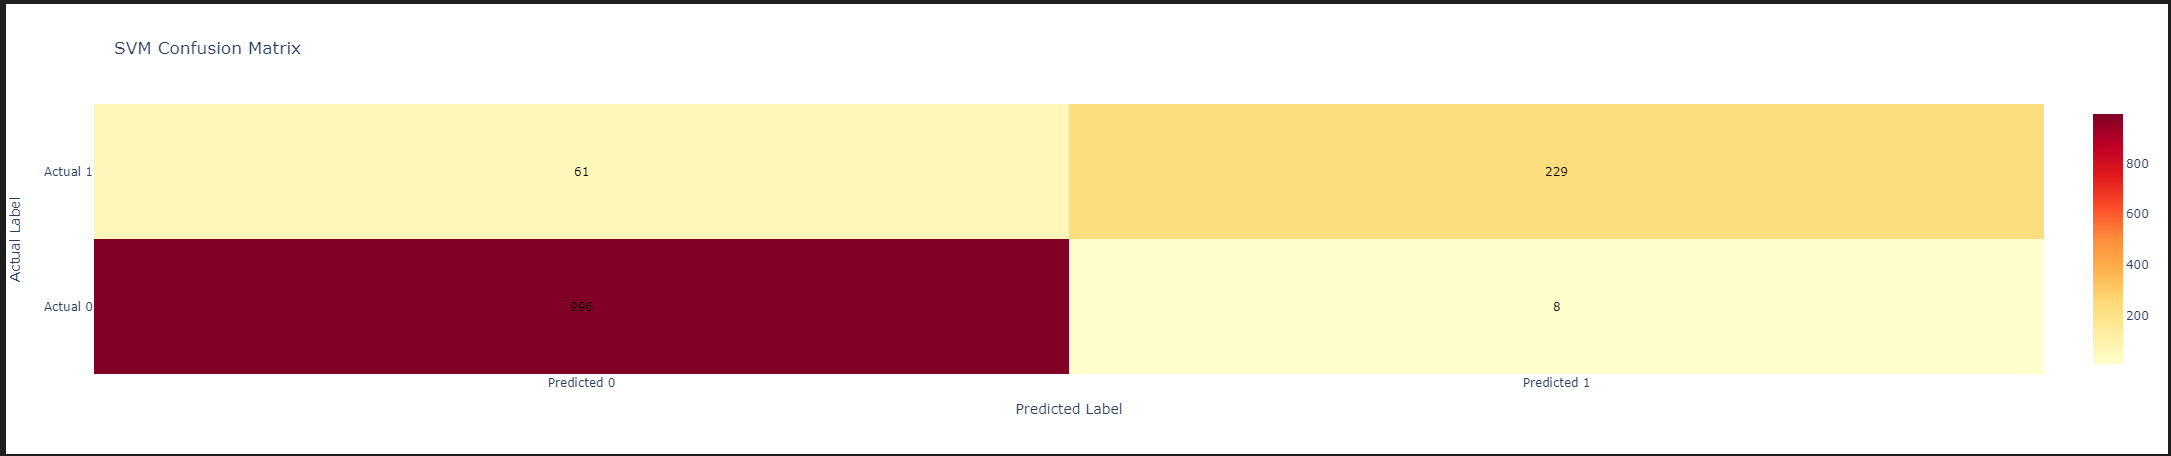 SVM Confusion Matrix
Actual 1
61
229
800
600
400
200
Actual Label
Actual 0
996
8
Predicted 0
Predicted 1
Predicted Label